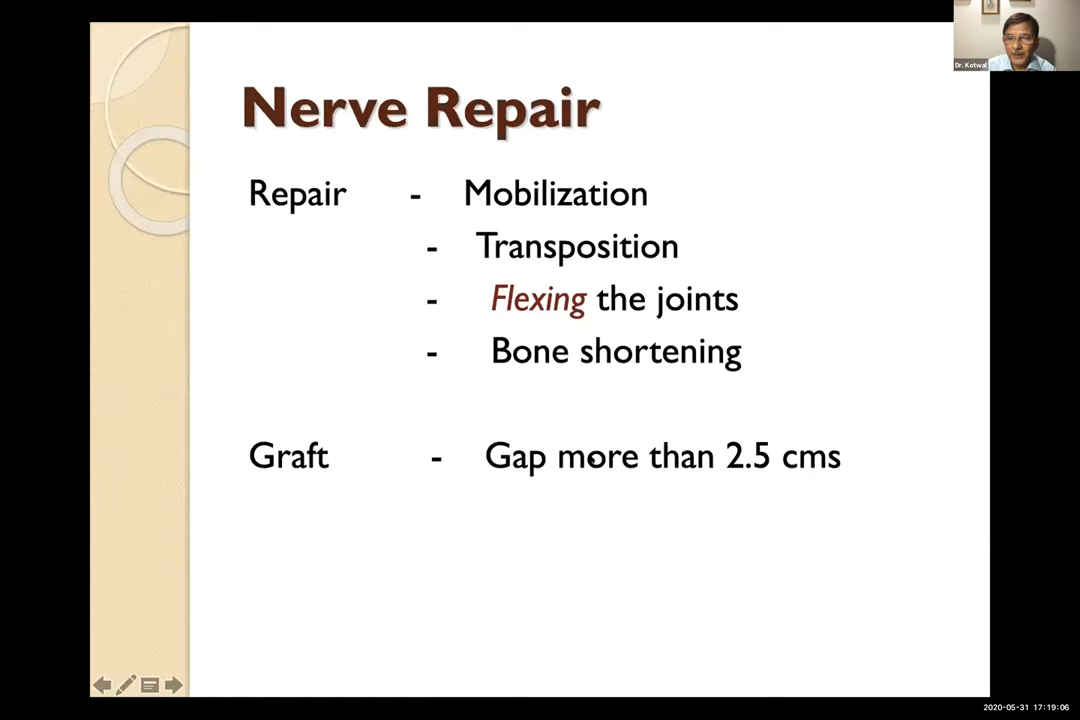 Dr. Kotwal
Nerve Repair
Repair - Mobilization
- Transposition
- Flexing the joints
- Bone shortening
Graft - Gap more than 2.5 cms
2020-05-31 17:19:06